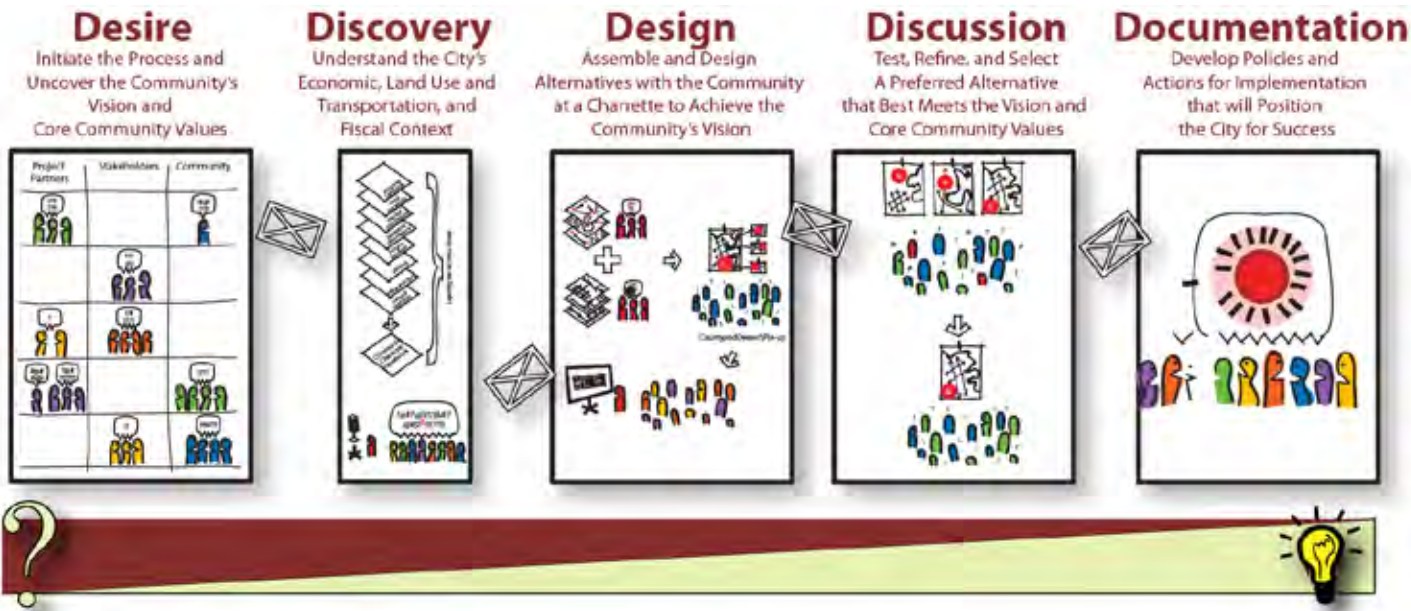 Desire
Initiate the Process and
Uncover the Community's
Vision and
Core Community Values
Discovery
Understand the City's
Economic, Land Use and
Transportation, and
Fiscal Context
Design
Assemble and Design
Alternatives with the Community
at a Charrette to Achieve the
Community's Vision
Discussion
Test, Refine, and Select
A Preferred Alternative
that Best Meets the Vision and
Core Community Values
Documentation
Develop Policies and
Actions for Implementation
that will Position
the City for Success
Project
Partners
Stakeholders
Community
?